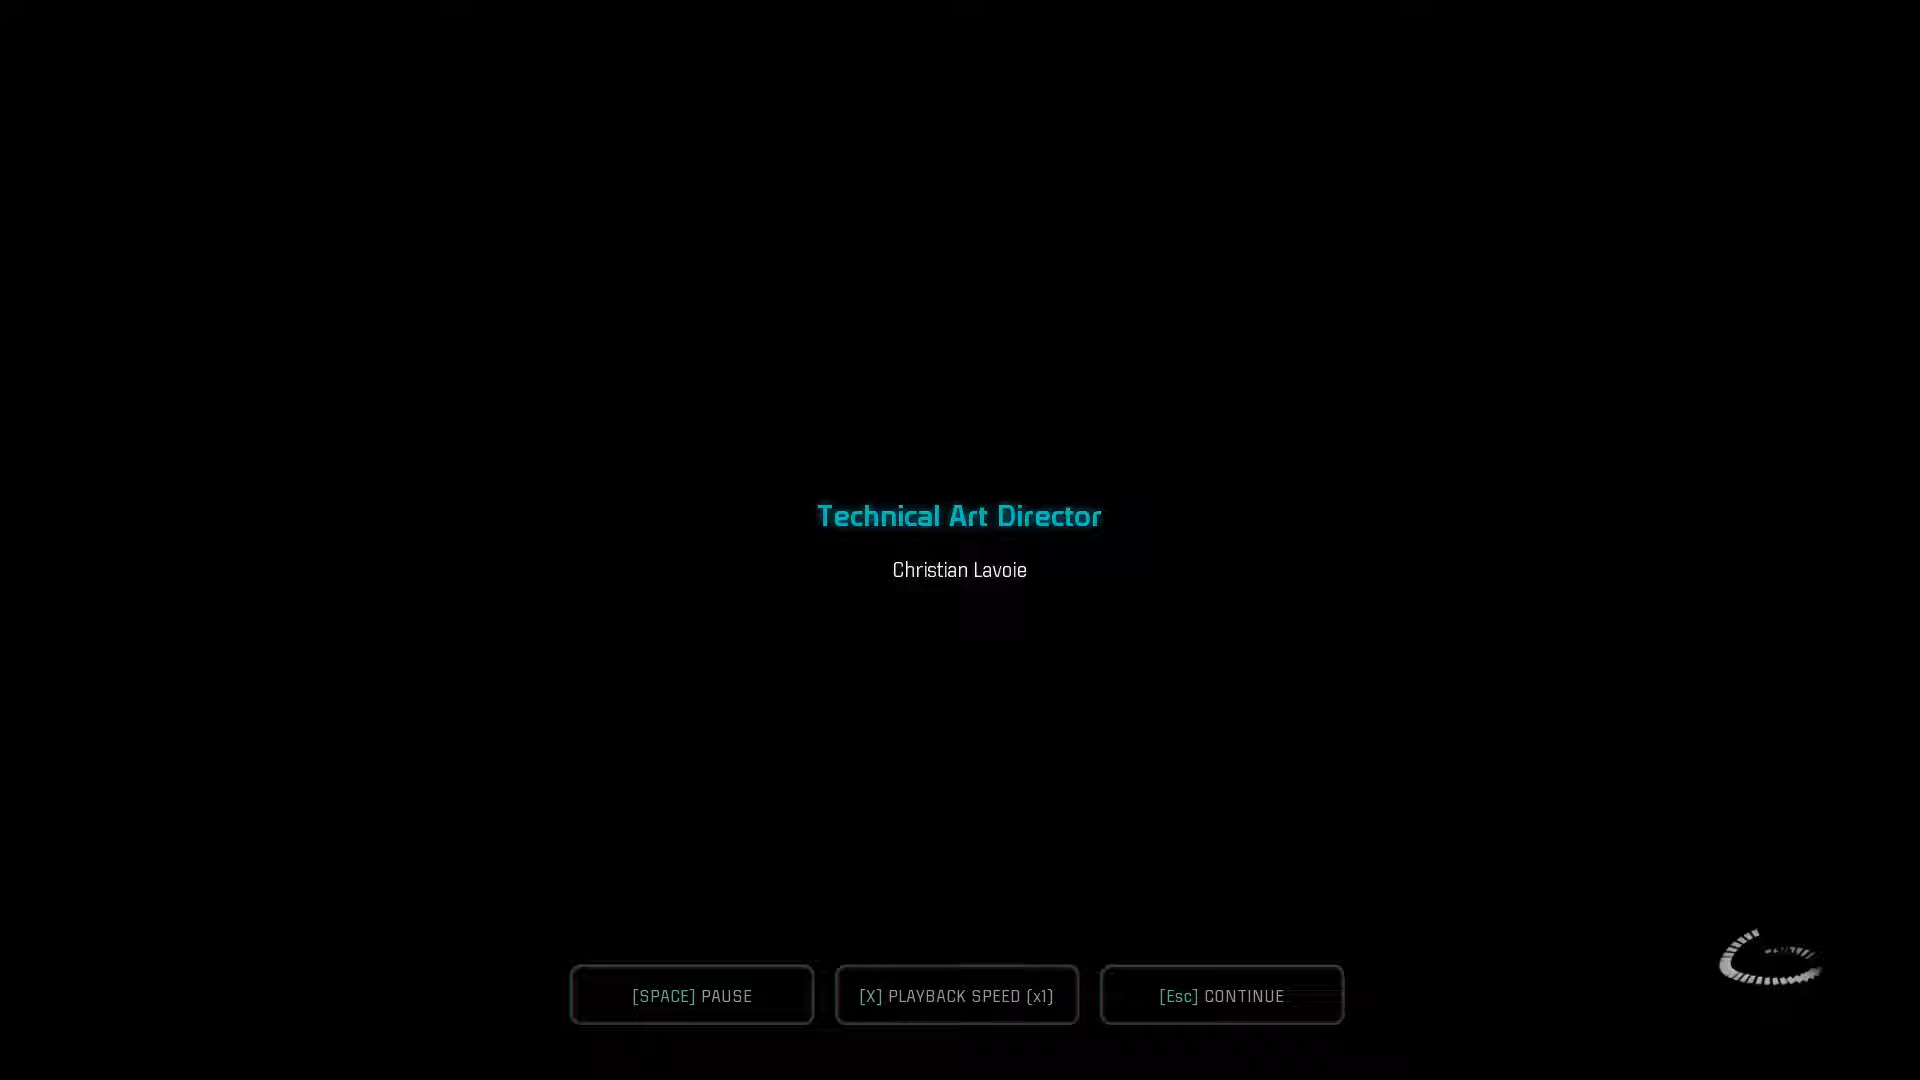 Technical Art Director
Christian Lavoie
[SPACE] PAUSE
[X] PLAYBACK SPEED (x1)
[Esc] CONTINUE